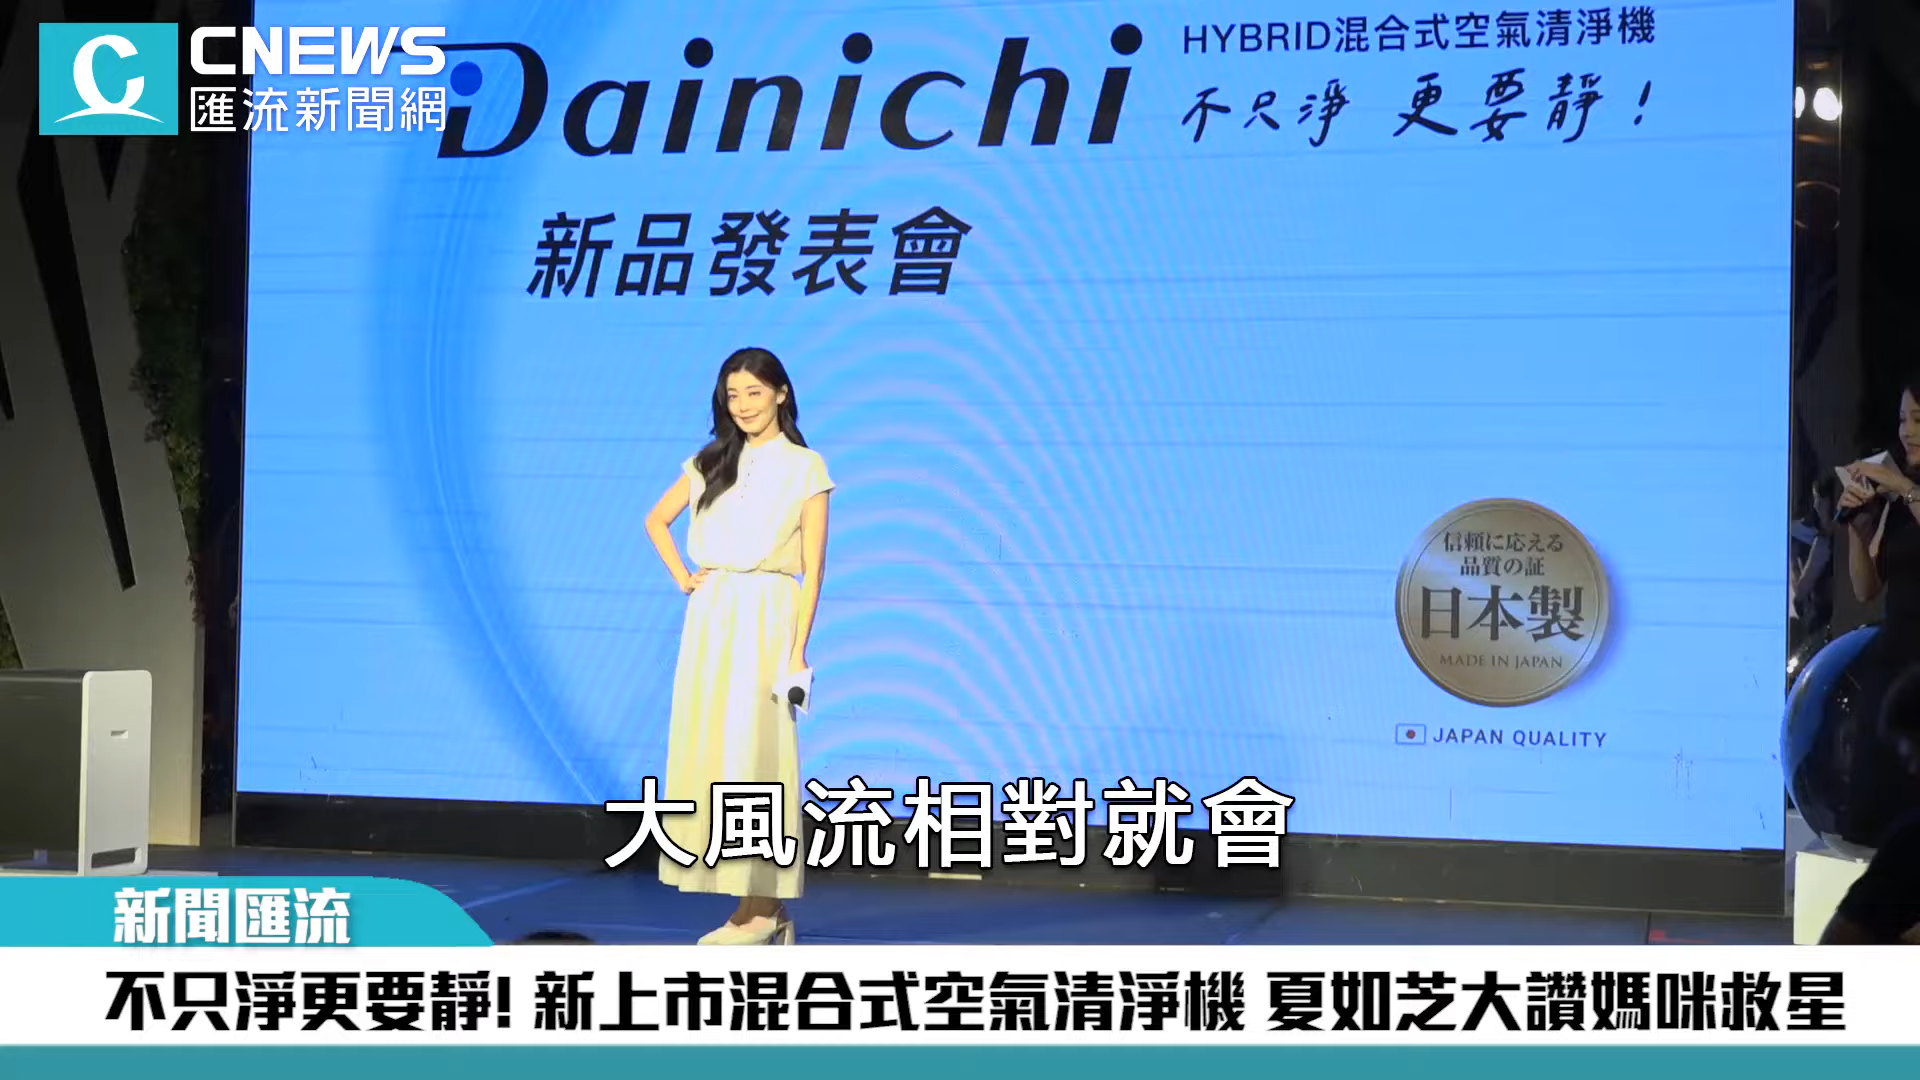 CNEWS
匯流新聞網
Dainichi
HYBRID混合式空氣清淨機
不只淨 更要靜！
新品發表會
信頼に応える
品質の証
日本製
MADE IN JAPAN
JAPAN QUALITY
大風流相對就會
新聞匯流
不只淨更要靜! 新上市混合式空氣清淨機 夏如芝大讚媽咪救星